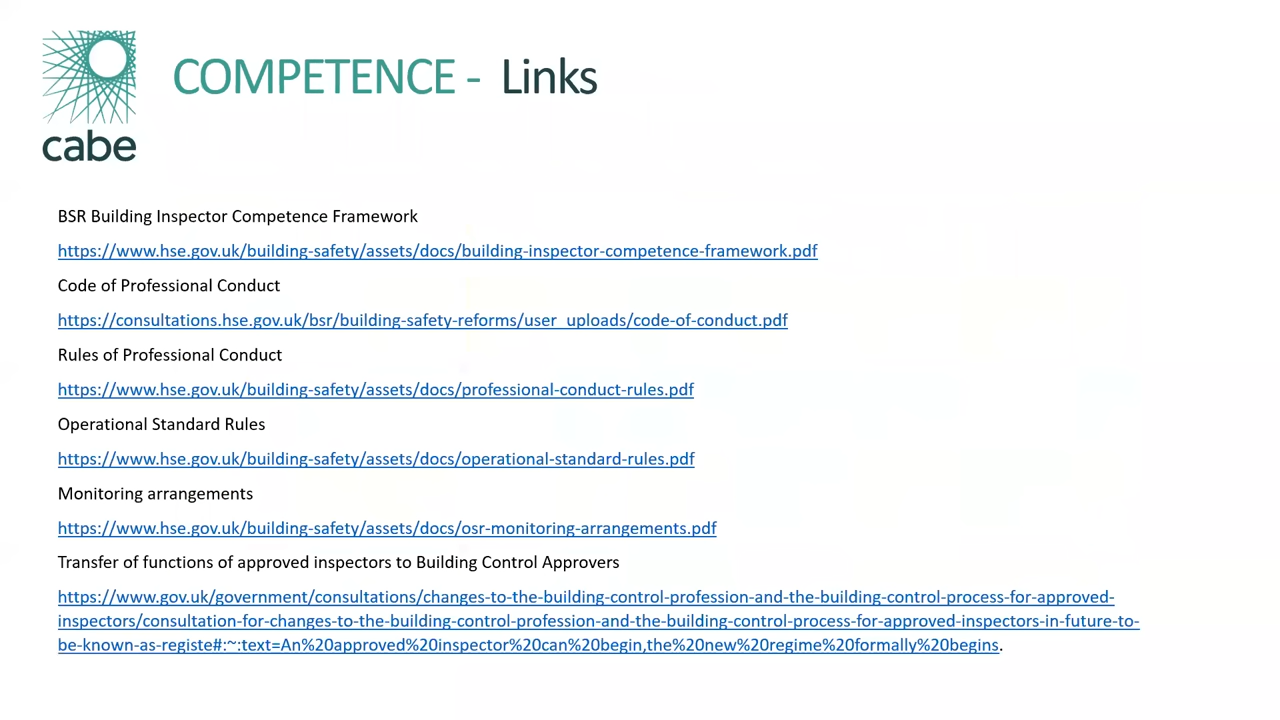 COMPETENCE - Links
cabe
BSR Building Inspector Competence Framework
https://www.hse.gov.uk/building-safety/assets/docs/building-inspector-competence-framework.pdf
Code of Professional Conduct
https://consultations.hse.gov.uk/bsr/building-safety-reforms/user_uploads/code-of-conduct.pdf
Rules of Professional Conduct
https://www.hse.gov.uk/building-safety/assets/docs/professional-conduct-rules.pdf
Operational Standard Rules
https://www.hse.gov.uk/building-safety/assets/docs/operational-standard-rules.pdf
Monitoring arrangements
https://www.hse.gov.uk/building-safety/assets/docs/osr-monitoring-arrangements.pdf
Transfer of functions of approved inspectors to Building Control Approvers
https://www.gov.uk/government/consultations/changes-to-the-building-control-profession-and-the-building-control-process-for-approved-
inspectors/consultation-for-changes-to-the-building-control-profession-and-the-building-control-process-for-approved-inspectors-in-future-to-
be-known-as-registe#:~:text=An%20approved%20inspector%20can%20begin,the%20new%20regime%20formally%20begins.